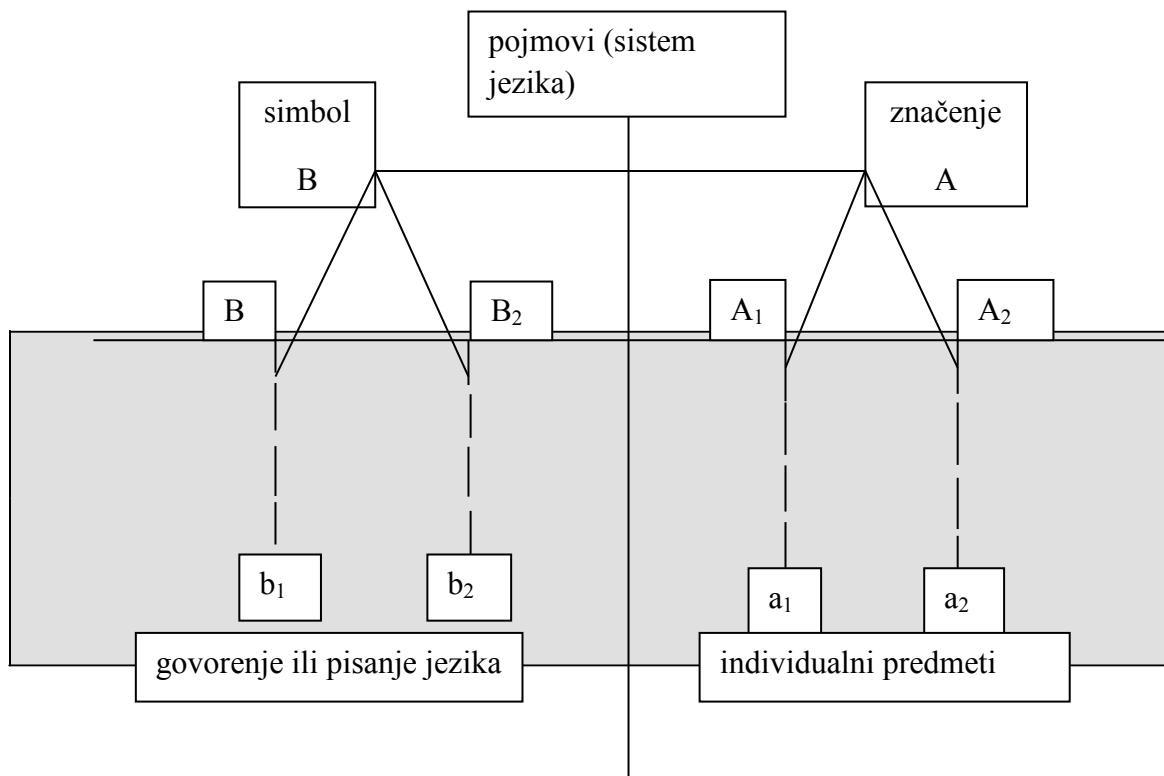 pojmovi (sistem
jezika)
simbol
B
značenje
A
B
B₂
A₁
A₂
b₁
b₂
a₁
a₂
govorenje ili pisanje jezika
individualni predmeti